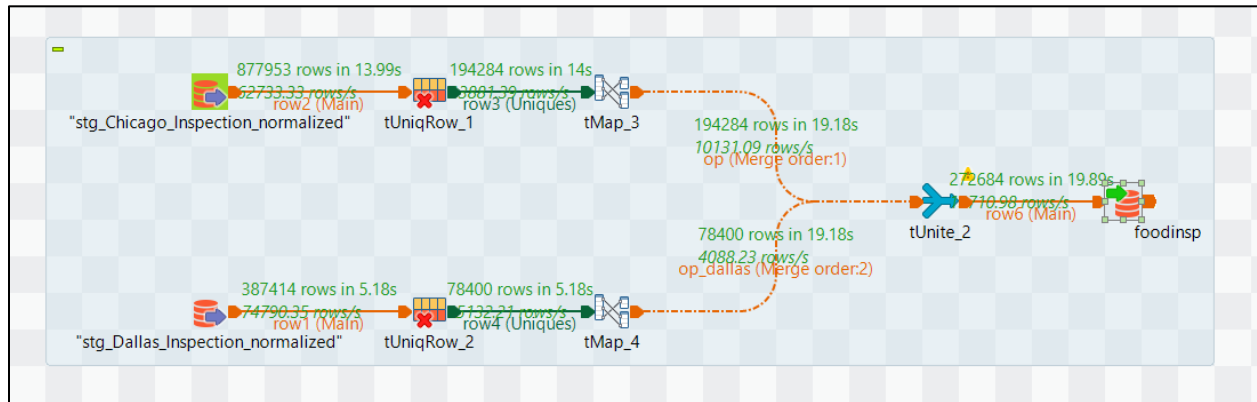 877953 rows in 13.99s
62733.33 rows/s
row2 (Main)
"stg_Chicago_Inspection_normalized"
tUniqRow_1
194284 rows in 14s
rows/s
row3 (Uniques)
tMap_3
194284 rows in 19.18s
10131.09 rows/s
op (Merge order:1)
272684 rows in 19.89s
710.98 rows/s
row6 (Main)
tUnite_2
foodinsp
78400 rows in 19.18s
4088.23 rows/s
op_dallas (Merge order:2)
387414 rows in 5.18s
74790.35 rows/s
row1 (Main)
"stg_Dallas_Inspection_normalized"
tUniqRow_2
78400 rows in 5.18s
5132.21 rows/s
row4 (Uniques)
tMap_4